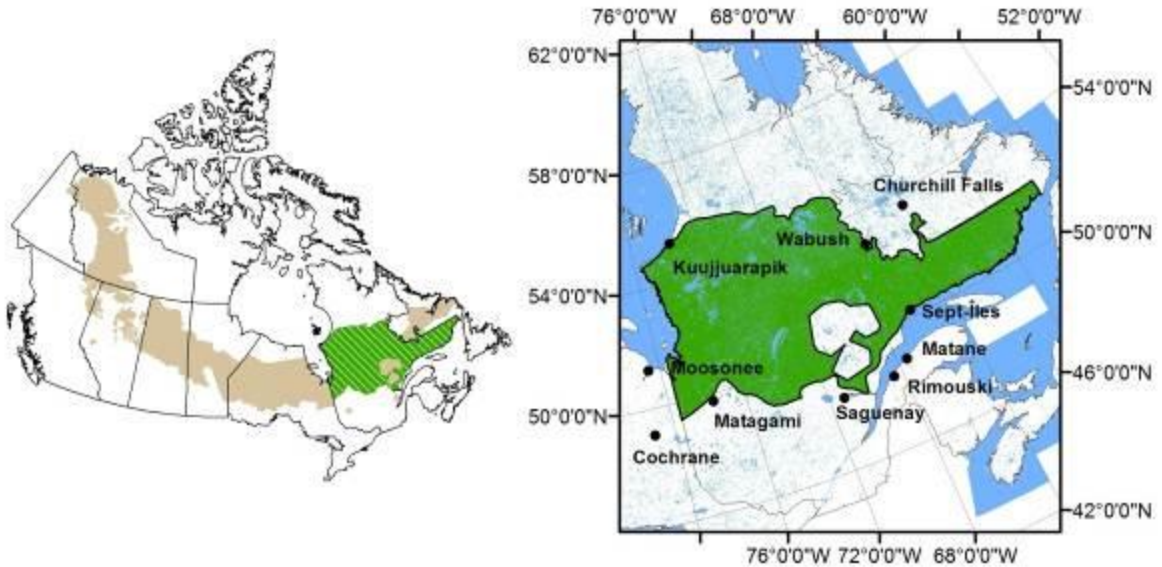 76°0'0"W 68°0'0"W 60°0'0"W 52°0'0"W
62°0'0"N
54°0'0"N
58°0'0"N
Churchill Falls
50°0'0"N
Wabush
Kuujjuarapik
54°0'0"N
Sept-Îles
Matane
Moosonee
46°0'0"N
Rimouski
50°0'0"N
Matagami
Saguenay
Cochrane
42°0'0"N
76°0'0"W 72°0'0"W 68°0'0"W